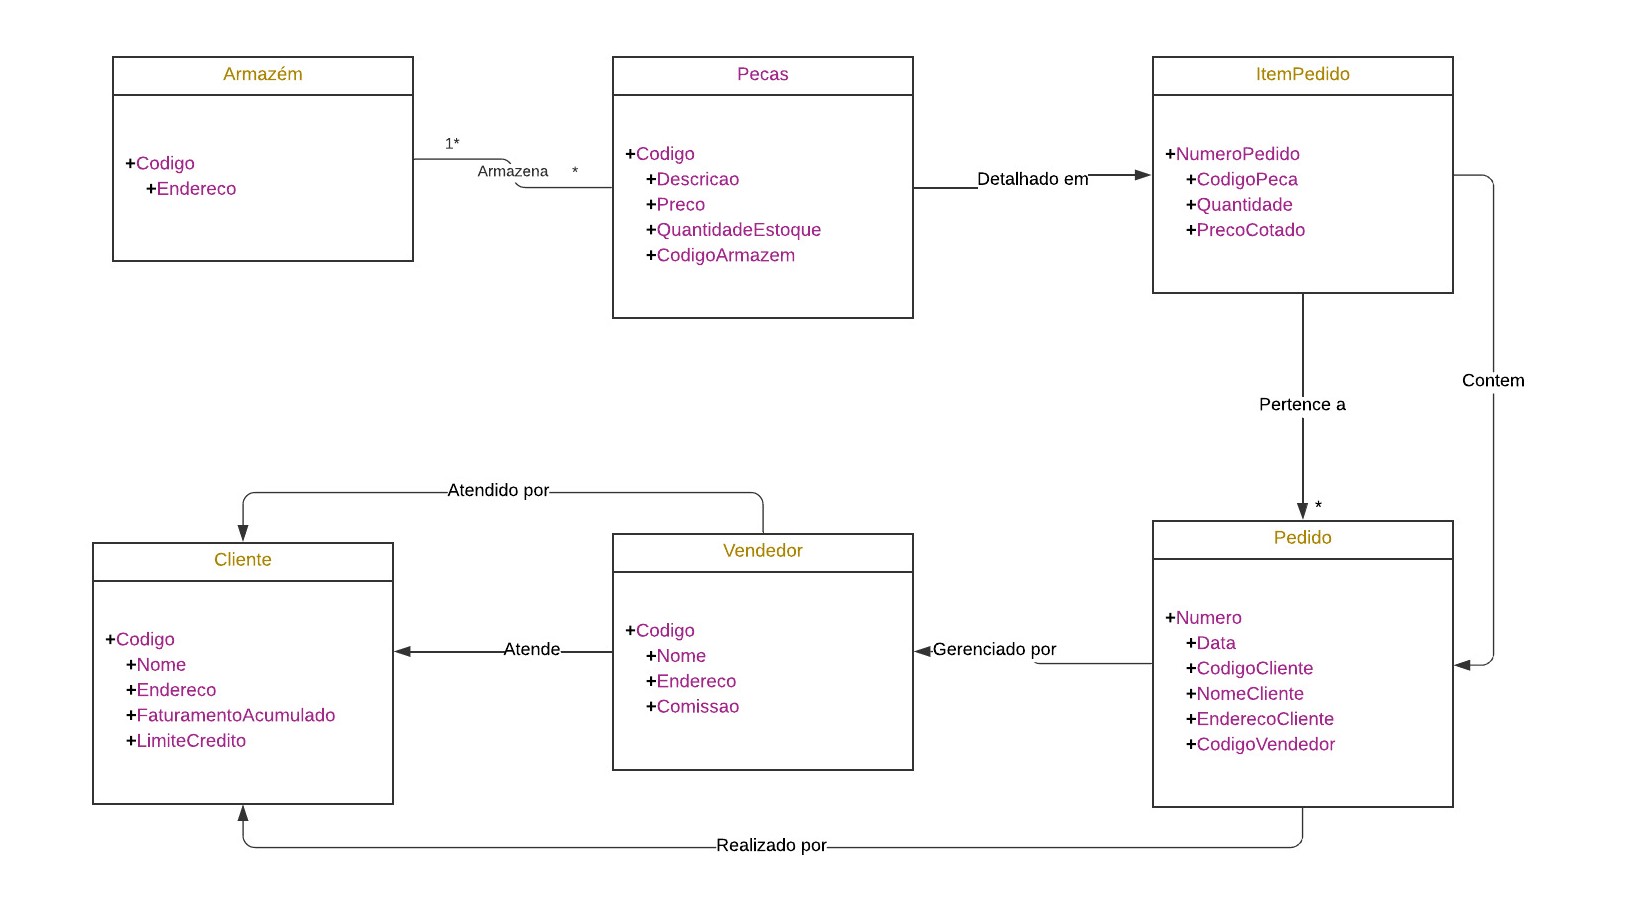 Armazém
+Codigo
+Endereco
1*
Armazena
*
Pecas
+Codigo
+Descricao
+Preco
+QuantidadeEstoque
+CodigoArmazem
Detalhado em
ItemPedido
+NumeroPedido
+CodigoPeca
+Quantidade
+PrecoCotado
Contem
Pertence a
*
Atendido por
Cliente
+Codigo
+Nome
+Endereco
+FaturamentoAcumulado
+LimiteCredito
Atende
Vendedor
+Codigo
+Nome
+Endereco
+Comissao
Gerenciado por
Pedido
+Numero
+Data
+CodigoCliente
+NomeCliente
+EnderecoCliente
+CodigoVendedor
Realizado por